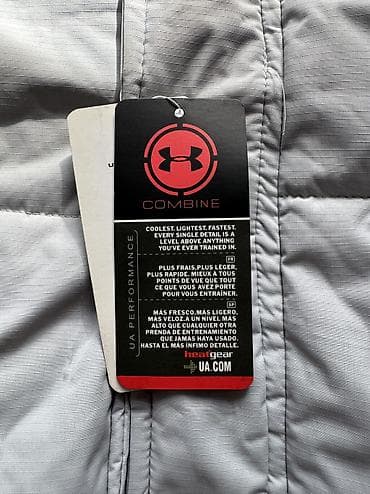 U
COMBINE
UA PERFORMANCE
COOLEST. LIGHTEST. FASTEST.
EVERY SINGLE DETAIL IS A
LEVEL ABOVE ANYTHING
YOU'VE EVER TRAINED IN.
FR
PLUS FRAIS,PLUS LÉGER,
PLUS RAPIDE. MIEUX À TOUS
POINTS DE VUE QUE TOUT
CE QUE VOUS AVEZ PORTÉ
POUR VOUS ENTRAÎNER.
SP
MÁS FRESCO.MÁS LIGERO,
MÁS VELOZ.A UN NIVEL MÁS
ALTO QUE CUALQUIER OTRA
PRENDA DE ENTRENAMIENTO
QUE JAMÁS HAYA USADO.
HASTA EL MÁS INFIMO DETALLE.
heatgear
UA.COM